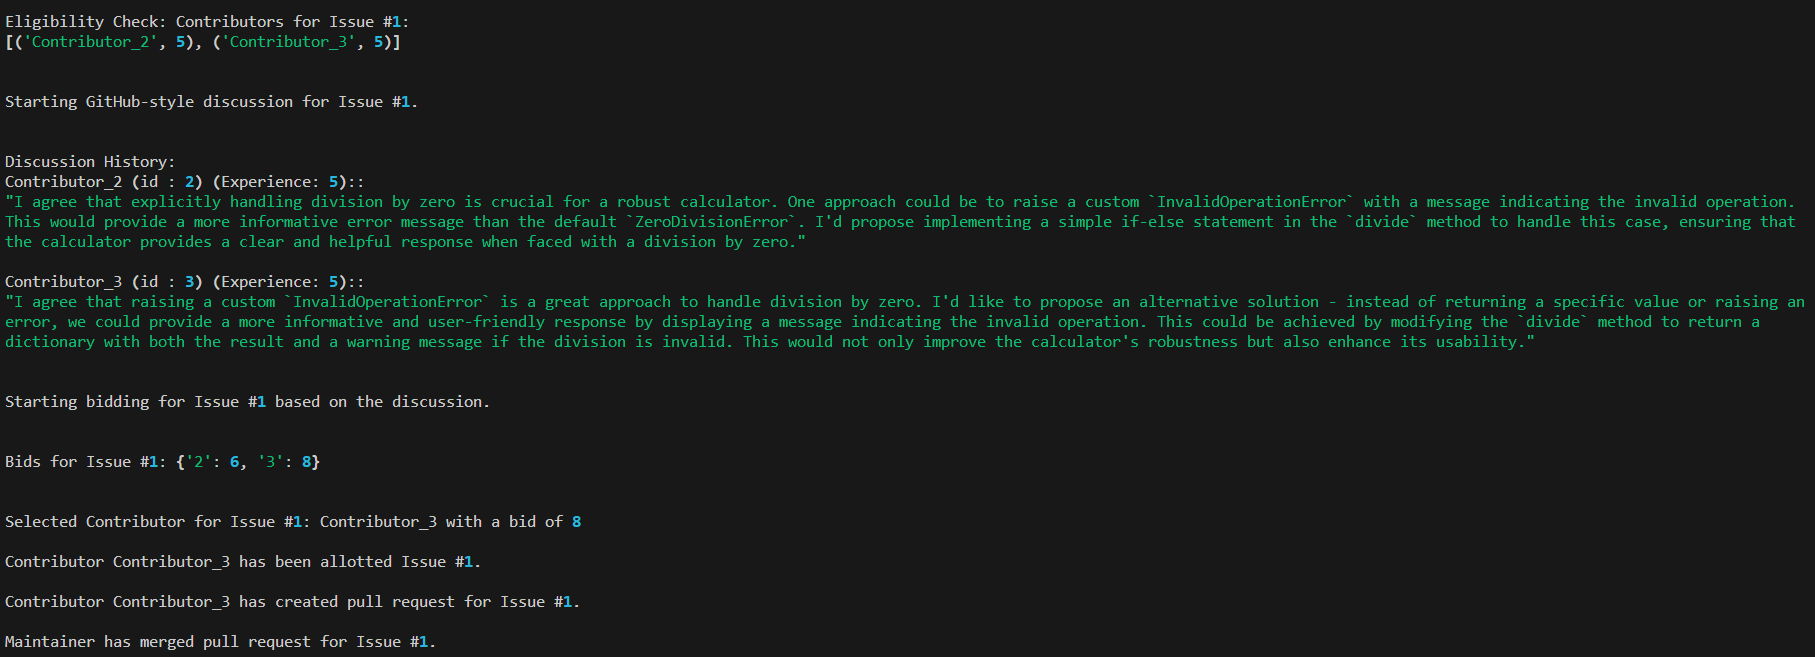 Eligibility Check: Contributors for Issue #1:
[('Contributor_2', 5), ('Contributor_3', 5)]
Starting GitHub-style discussion for Issue #1.
Discussion History:
Contributor_2 (id : 2) (Experience: 5)::
"I agree that explicitly handling division by zero is crucial for a robust calculator. One approach could be to raise a custom `InvalidOperationError` with a message indicating the invalid operation.
This would provide a more informative error message than the default `ZeroDivisionError`. I'd propose implementing a simple if-else statement in the `divide` method to handle this case, ensuring that
the calculator provides a clear and helpful response when faced with a division by zero."
Contributor_3 (id : 3) (Experience: 5)::
"I agree that raising a custom `InvalidOperationError` is a great approach to handle division by zero. I'd like to propose an alternative solution - instead of returning a specific value or raising an
error, we could provide a more informative and user-friendly response by displaying a message indicating the invalid operation. This could be achieved by modifying the `divide` method to return a
dictionary with both the result and a warning message if the division is invalid. This would not only improve the calculator's robustness but also enhance its usability."
Starting bidding for Issue #1 based on the discussion.
Bids for Issue #1: {'2': 6, '3': 8}
Selected Contributor for Issue #1: Contributor_3 with a bid of 8
Contributor Contributor_3 has been allotted Issue #1.
Contributor Contributor_3 has created pull request for Issue #1.
Maintainer has merged pull request for Issue #1.